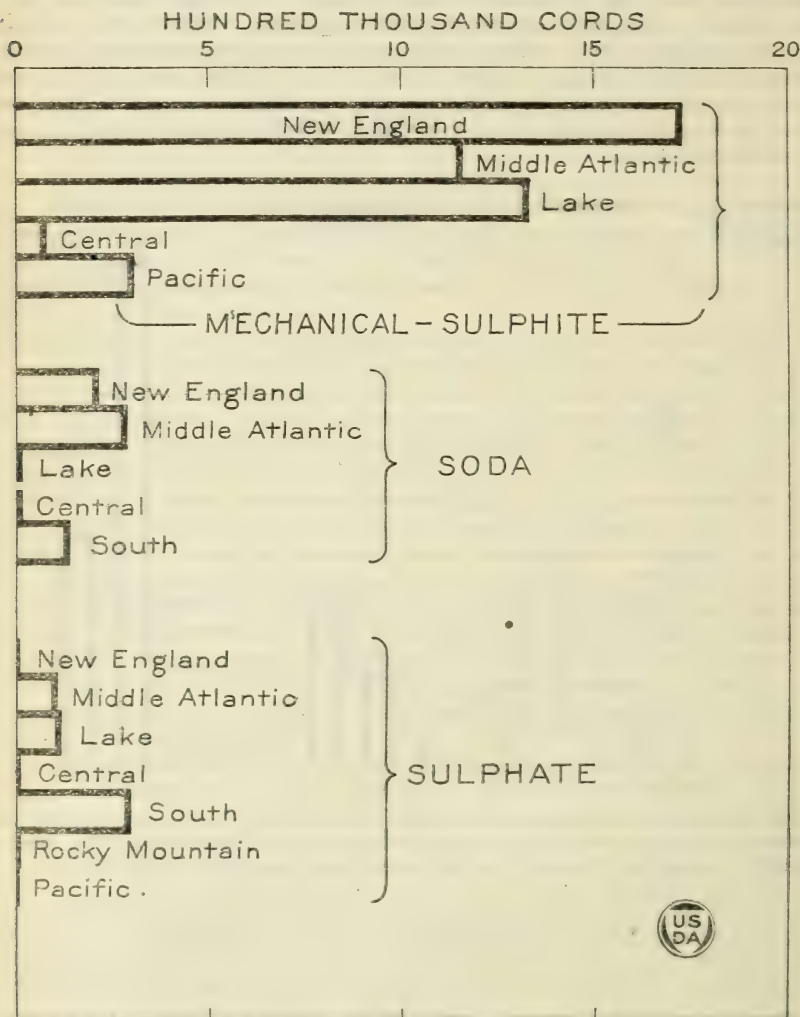 HUNDRED THOUSAND CORDS
0 5 10 15 20
New England
Middle Atlantic
Lake
Central
Pacific
MECHANICAL-SULPHITE
New England
Middle Atlantic
Lake
SODA
Central
South
New England
Middle Atlantic
Lake
Central
SULPHATE
South
Rocky Mountain
Pacific
US
DA